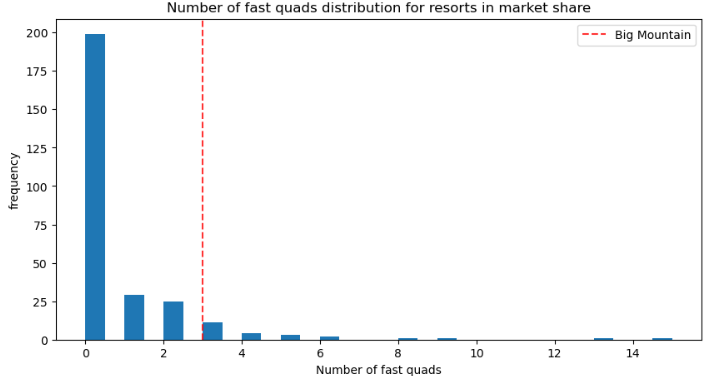 Number of fast quads distribution for resorts in market share
Big Mountain
frequency
200
175
150
125
100
75
50
25
0
0 2 4 6 8 10 12 14
Number of fast quads